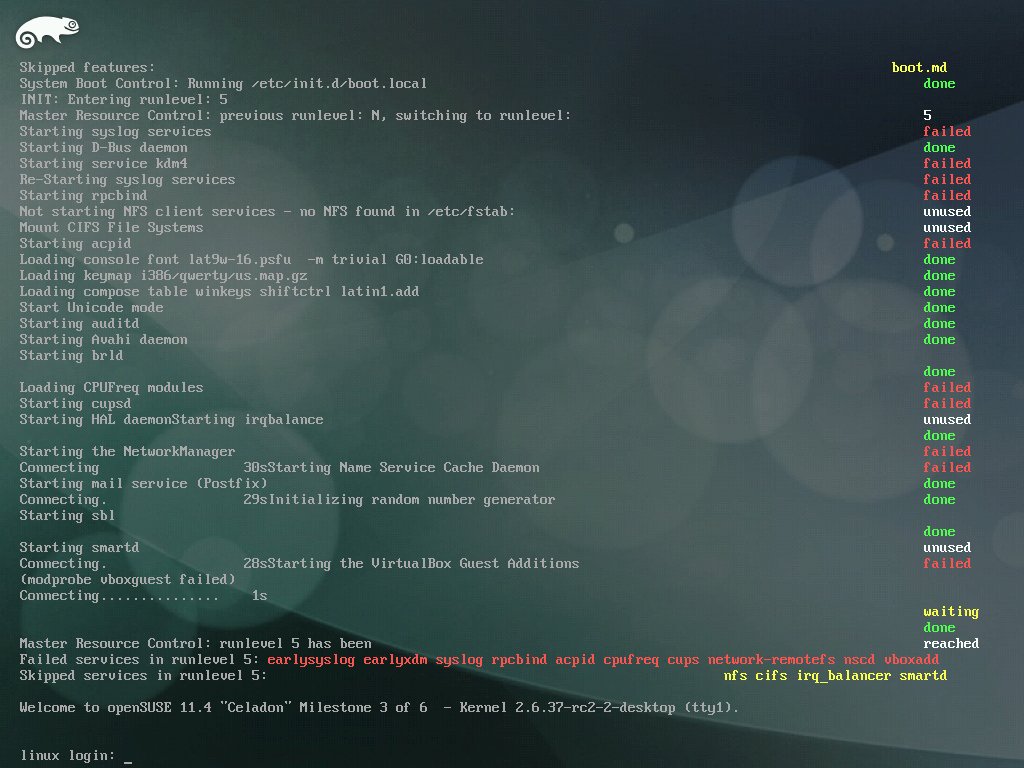 Skipped features: boot.md
System Boot Control: Running /etc/init.d/boot.local done
INIT: Entering runlevel: 5
Master Resource Control: previous runlevel: N, switching to runlevel: 5
Starting syslog services failed
Starting D-Bus daemon done
Starting service kdm4 failed
Re-Starting syslog services failed
Starting rpcbind failed
Not starting NFS client services - no NFS found in /etc/fstab: unused
Mount CIFS File Systems unused
Starting acpid failed
Loading console font lat9w-16.psfu  -m trivial G0:loadable done
Loading keymap i386/qwerty/us.map.gz done
Loading compose table winkeys shiftctrl latin1.add done
Start Unicode mode done
Starting auditd done
Starting Avahi daemon done
Starting brld
done
Loading CPUFreq modules failed
Starting cupsd failed
Starting HAL daemonStarting irqbalance unused
done
Starting the NetworkManager failed
Connecting 30sStarting Name Service Cache Daemon failed
Starting mail service (Postfix) done
Connecting. 29sInitializing random number generator done
Starting sbl
done
Starting smartd unused
Connecting. 28sStarting the VirtualBox Guest Additions failed
(modprobe vboxguest failed)
Connecting............... 1s
waiting
done
Master Resource Control: runlevel 5 has been reached
Failed services in runlevel 5: earlysyslog earlyxdm syslog rpcbind acpid cpufreq cups network-remotefs nscd vboxadd
Skipped services in runlevel 5: nfs cifs irq_balancer smartd
Welcome to openSUSE 11.4 "Celadon" Milestone 3 of 6  - Kernel 2.6.37-rc2-2-desktop (tty1).
linux login: _